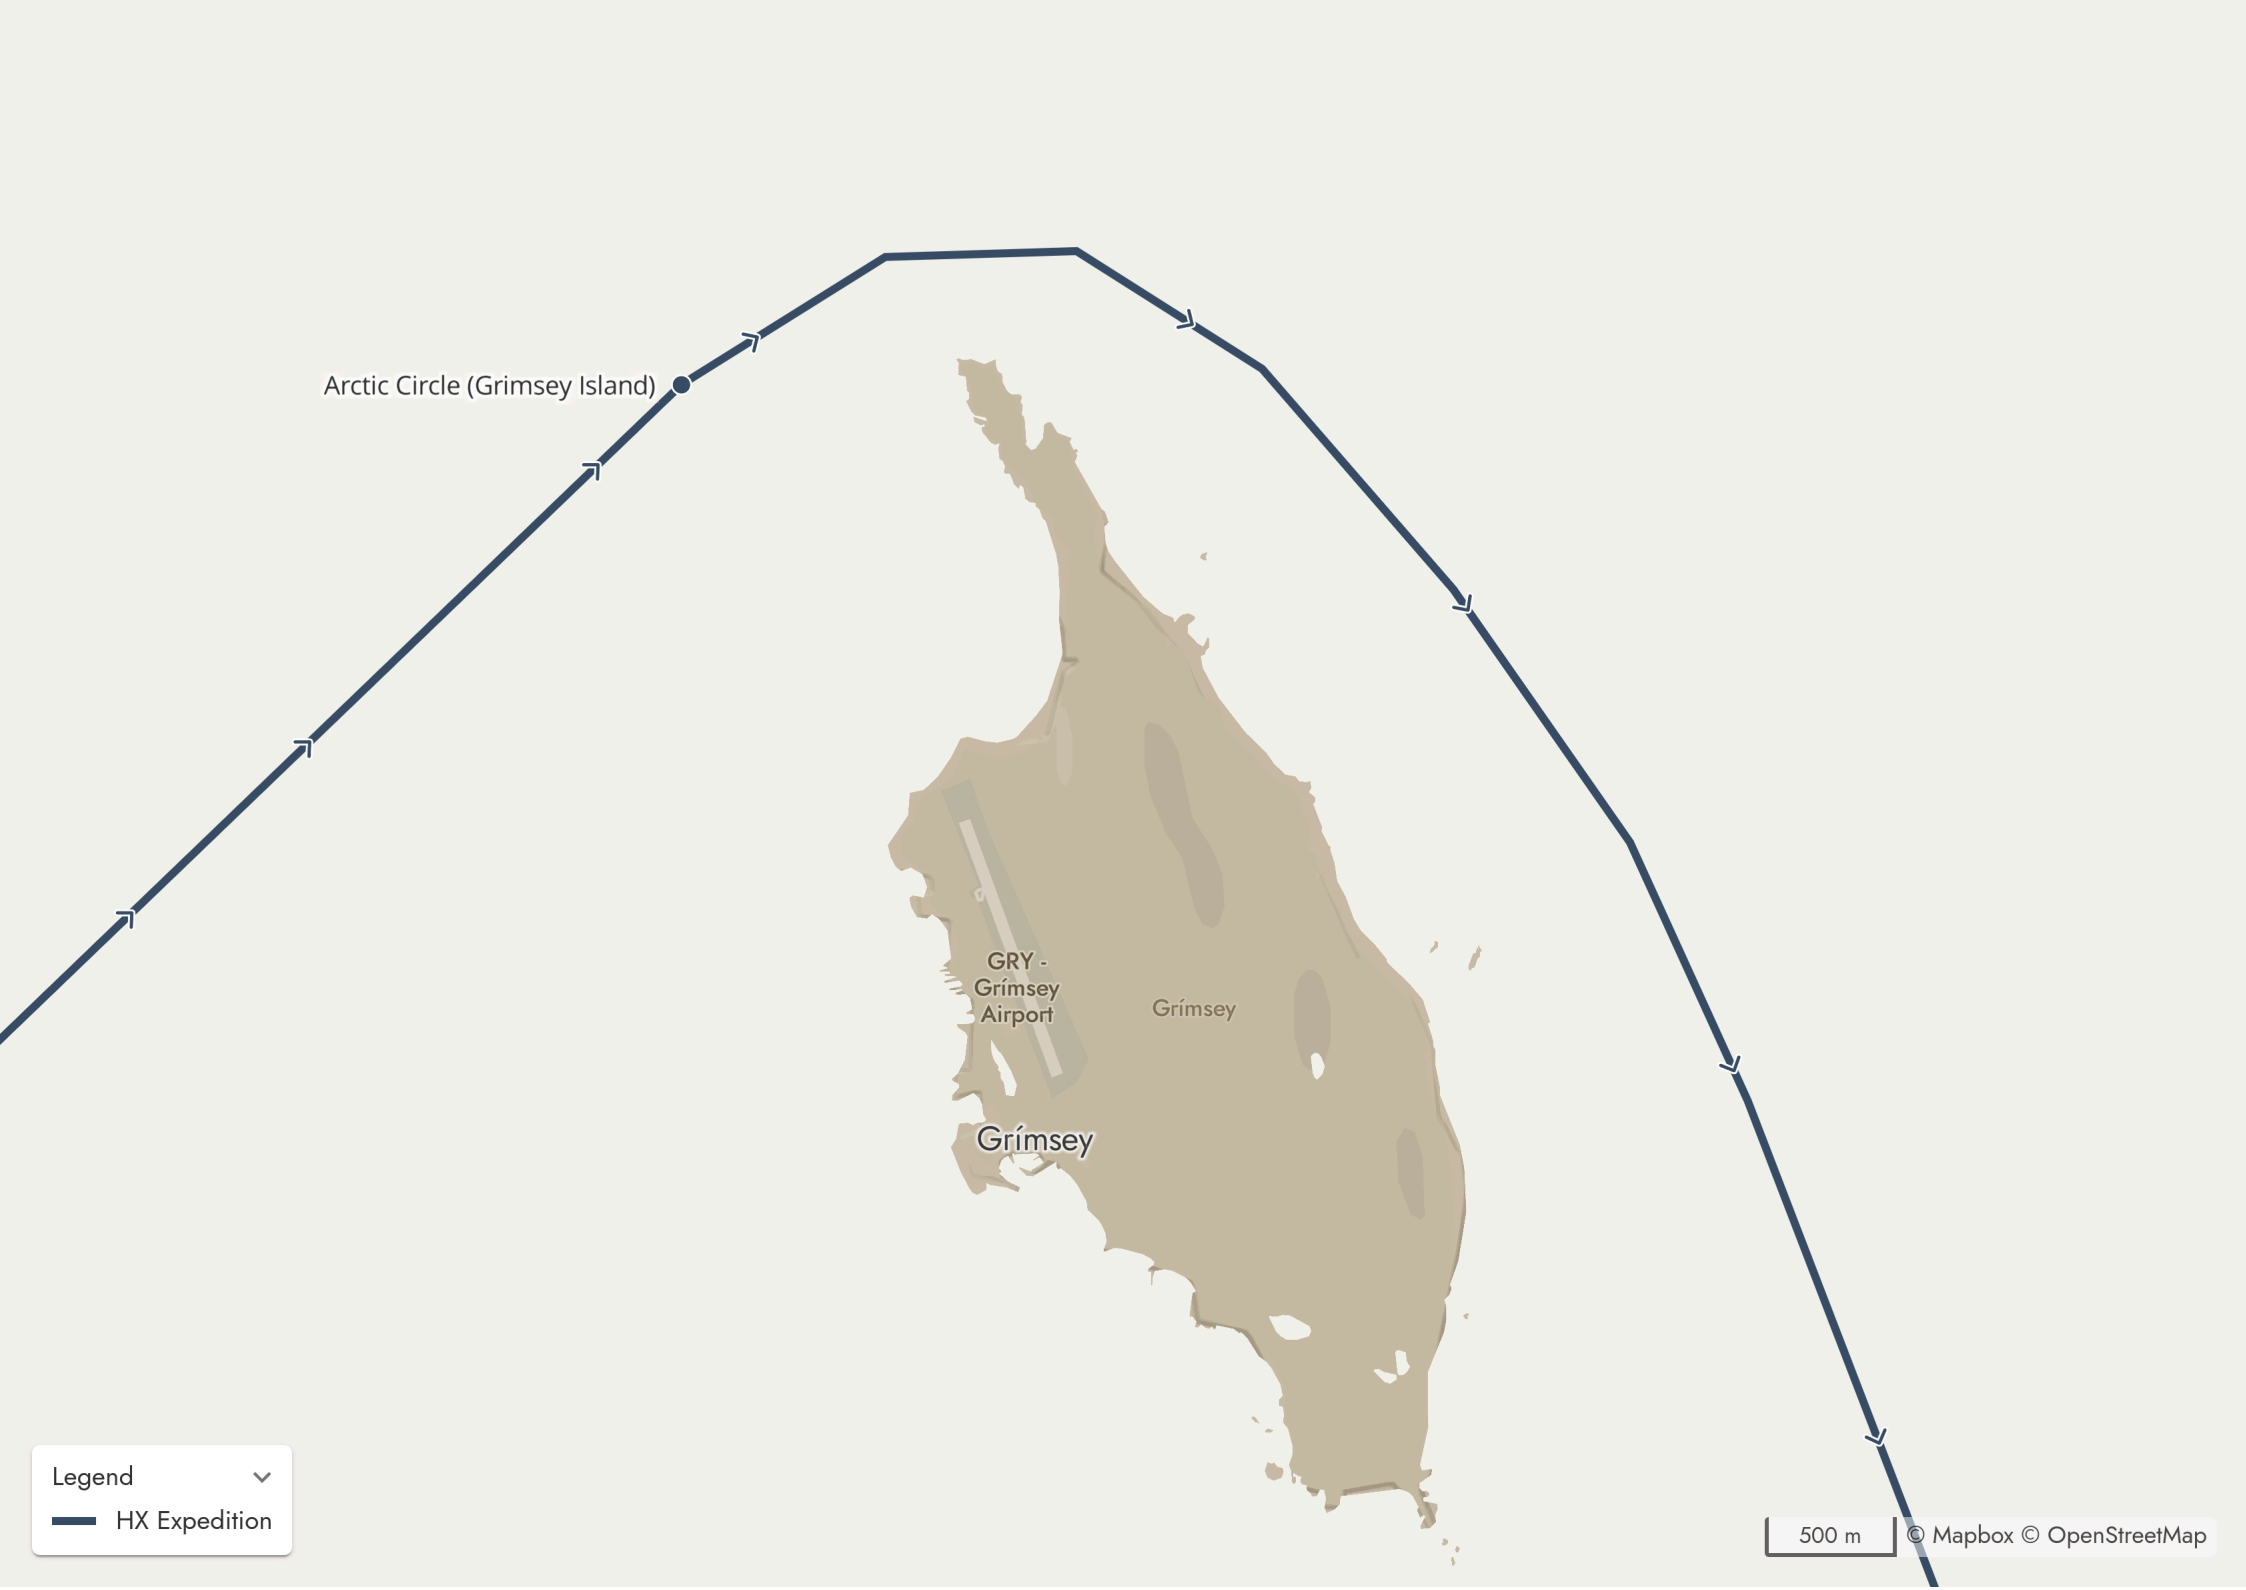 Arctic Circle (Grimsey Island)
GRY -
Grímsey
Airport
Grímsey
Grímsey
Legend
HX Expedition
500 m
© Mapbox © OpenStreetMap